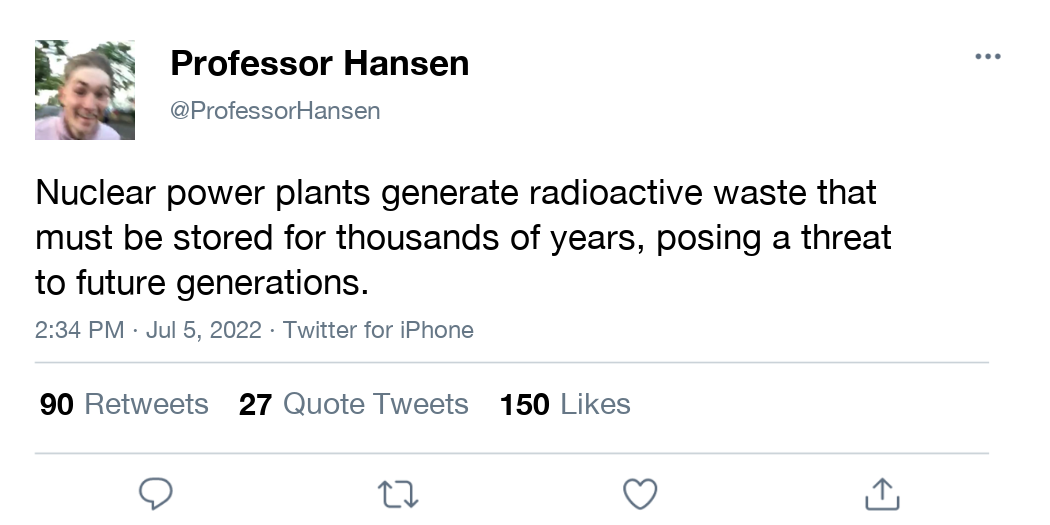 Professor Hansen
@ProfessorHansen
Nuclear power plants generate radioactive waste that
must be stored for thousands of years, posing a threat
to future generations.
2:34 PM · Jul 5, 2022 · Twitter for iPhone
90 Retweets 27 Quote Tweets 150 Likes